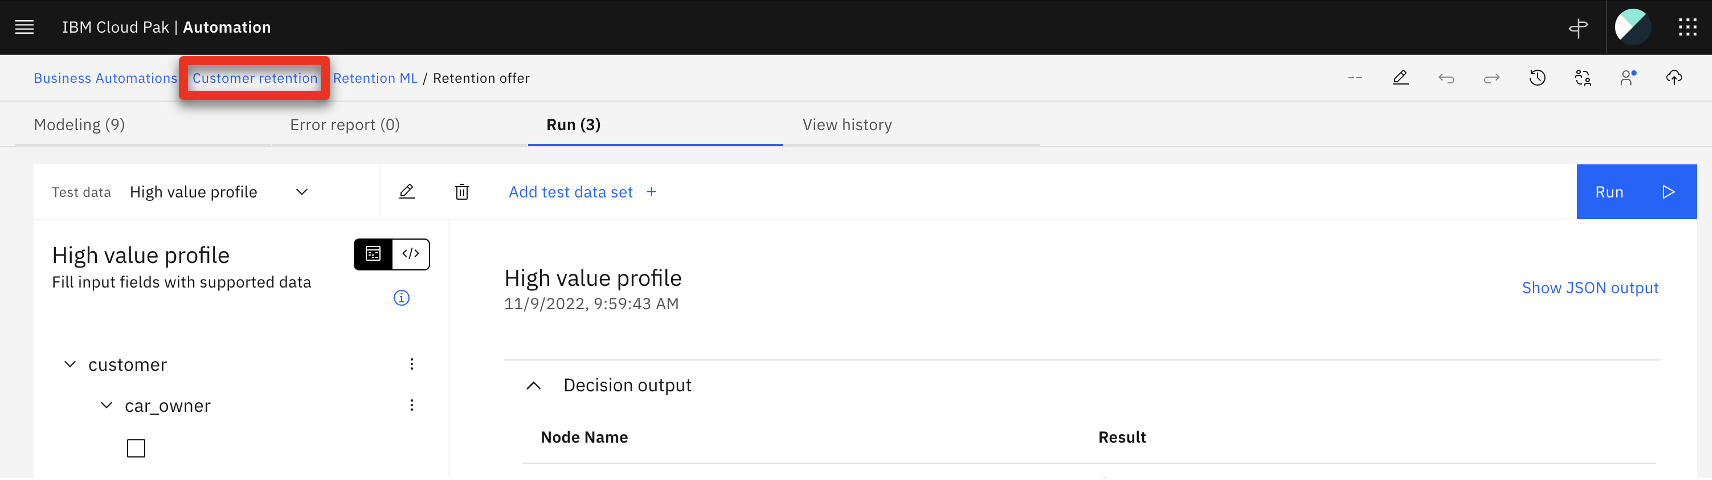 IBM Cloud Pak | Automation
Business Automations Customer retention Retention ML / Retention offer
--
Modeling (9) Error report (0) Run (3) View history
Test data High value profile Add test data set + Run
High value profile
Fill input fields with supported data
</>
High value profile
11/9/2022, 9:59:43 AM
Show JSON output
customer
car_owner
Decision output
Node Name Result